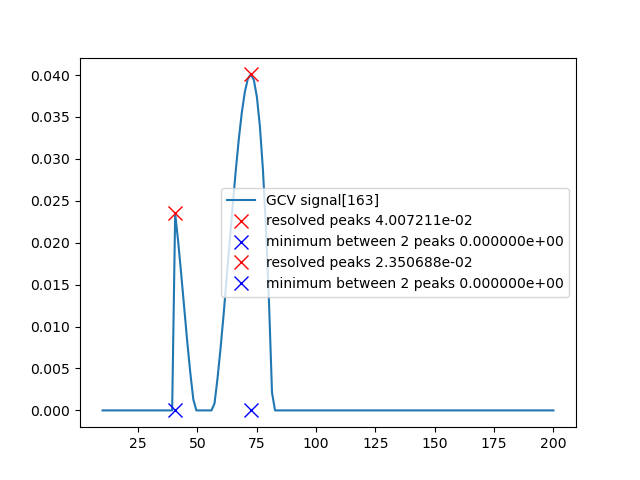 0.040
0.035
0.030
0.025
0.020
0.015
0.010
0.005
0.000
GCV signal[163]
resolved peaks 4.007211e-02
minimum between 2 peaks 0.000000e+00
resolved peaks 2.350688e-02
minimum between 2 peaks 0.000000e+00
25 50 75 100 125 150 175 200